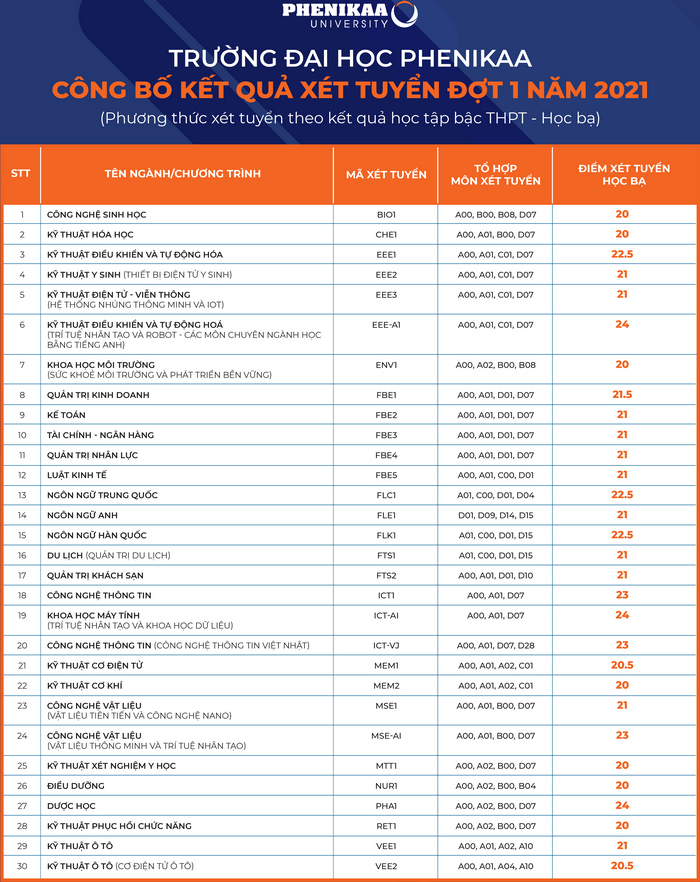 PHENIKAA
UNIVERSITY
TRƯỜNG ĐẠI HỌC PHENIKAA
CÔNG BỐ KẾT QUẢ XÉT TUYỂN ĐỢT 1 NĂM 2021
(Phương thức xét tuyển theo kết quả học tập bậc THPT - Học bạ)
STT TÊN NGÀNH/CHƯƠNG TRÌNH MÃ XÉT TUYỂN TỔ HỢP MÔN XÉT TUYỂN ĐIỂM XÉT TUYỂN HỌC BẠ
1 CÔNG NGHỆ SINH HỌC BIO1 A00, B00, B08, D07 20
2 KỸ THUẬT HÓA HỌC CHE1 A00, A01, B00, D07 20
3 KỸ THUẬT ĐIỀU KHIỂN VÀ TỰ ĐỘNG HÓA EEE1 A00, A01, C01, D07 22.5
4 KỸ THUẬT Y SINH (THIẾT BỊ ĐIỆN TỬ Y SINH) EEE2 A00, A01, C01, D07 21
5 KỸ THUẬT ĐIỆN TỬ - VIỄN THÔNG EEE3 A00, A01, C01, D07 21
(HỆ THỐNG NHÚNG THÔNG MINH VÀ IOT)
6 KỸ THUẬT ĐIỀU KHIỂN VÀ TỰ ĐỘNG HOÁ EEE-A1 A00, A01, C01, D07 24
(TRÍ TUỆ NHÂN TẠO VÀ ROBOT - CÁC MÔN CHUYÊN NGÀNH HỌC
BẰNG TIẾNG ANH)
7 KHOA HỌC MÔI TRƯỜNG ENV1 A00, A02, B00, B08 20
(SỨC KHOẺ MÔI TRƯỜNG VÀ PHÁT TRIỂN BỀN VỮNG)
8 QUẢN TRỊ KINH DOANH FBE1 A00, A01, D01, D07 21.5
9 KẾ TOÁN FBE2 A00, A01, D01, D07 21
10 TÀI CHÍNH - NGÂN HÀNG FBE3 A00, A01, D01, D07 21
11 QUẢN TRỊ NHÂN LỰC FBE4 A00, A01, D01, D07 21
12 LUẬT KINH TẾ FBE5 A00, A01, C00, D01 21
13 NGÔN NGỮ TRUNG QUỐC FLC1 A01, C00, D01, D04 22.5
14 NGÔN NGỮ ANH FLE1 D01, D09, D14, D15 21
15 NGÔN NGỮ HÀN QUỐC FLK1 A01, C00, D01, D15 22.5
16 DU LỊCH (QUẢN TRỊ DU LỊCH) FTS1 A01, C00, D01, D15 21
17 QUẢN TRỊ KHÁCH SẠN FTS2 A00, A01, D01, D10 21
18 CÔNG NGHỆ THÔNG TIN ICT1 A00, A01, D07 23
19 KHOA HỌC MÁY TÍNH ICT-AI A00, A01, D07 24
(TRÍ TUỆ NHÂN TẠO VÀ KHOA HỌC DỮ LIỆU)
20 CÔNG NGHỆ THÔNG TIN (CÔNG NGHỆ THÔNG TIN VIỆT NHẬT) ICT-VJ A00, A01, D07, D28 23
21 KỸ THUẬT CƠ ĐIỆN TỬ MEM1 A00, A01, A02, C01 20.5
22 KỸ THUẬT CƠ KHÍ MEM2 A00, A01, A02, C01 20
23 CÔNG NGHỆ VẬT LIỆU MSE1 A00, A01, B00, D07 21
(VẬT LIỆU TIÊN TIẾN VÀ CÔNG NGHỆ NANO)
24 CÔNG NGHỆ VẬT LIỆU MSE-AI A00, A01, B00, D07 23
(VẬT LIỆU THÔNG MINH VÀ TRÍ TUỆ NHÂN TẠO)
25 KỸ THUẬT XÉT NGHIỆM Y HỌC MTT1 A00, A02, B00, D07 20
26 ĐIỀU DƯỠNG NUR1 A00, A02, B00, B04 20
27 DƯỢC HỌC PHA1 A00, A02, B00, D07 24
28 KỸ THUẬT PHỤC HỒI CHỨC NĂNG RET1 A00, A02, B00, D07 20
29 KỸ THUẬT Ô TÔ VEE1 A00, A01, A02, A10 21
30 KỸ THUẬT Ô TÔ (CƠ ĐIỆN TỬ Ô TÔ) VEE2 A00, A01, A04, A10 20.5